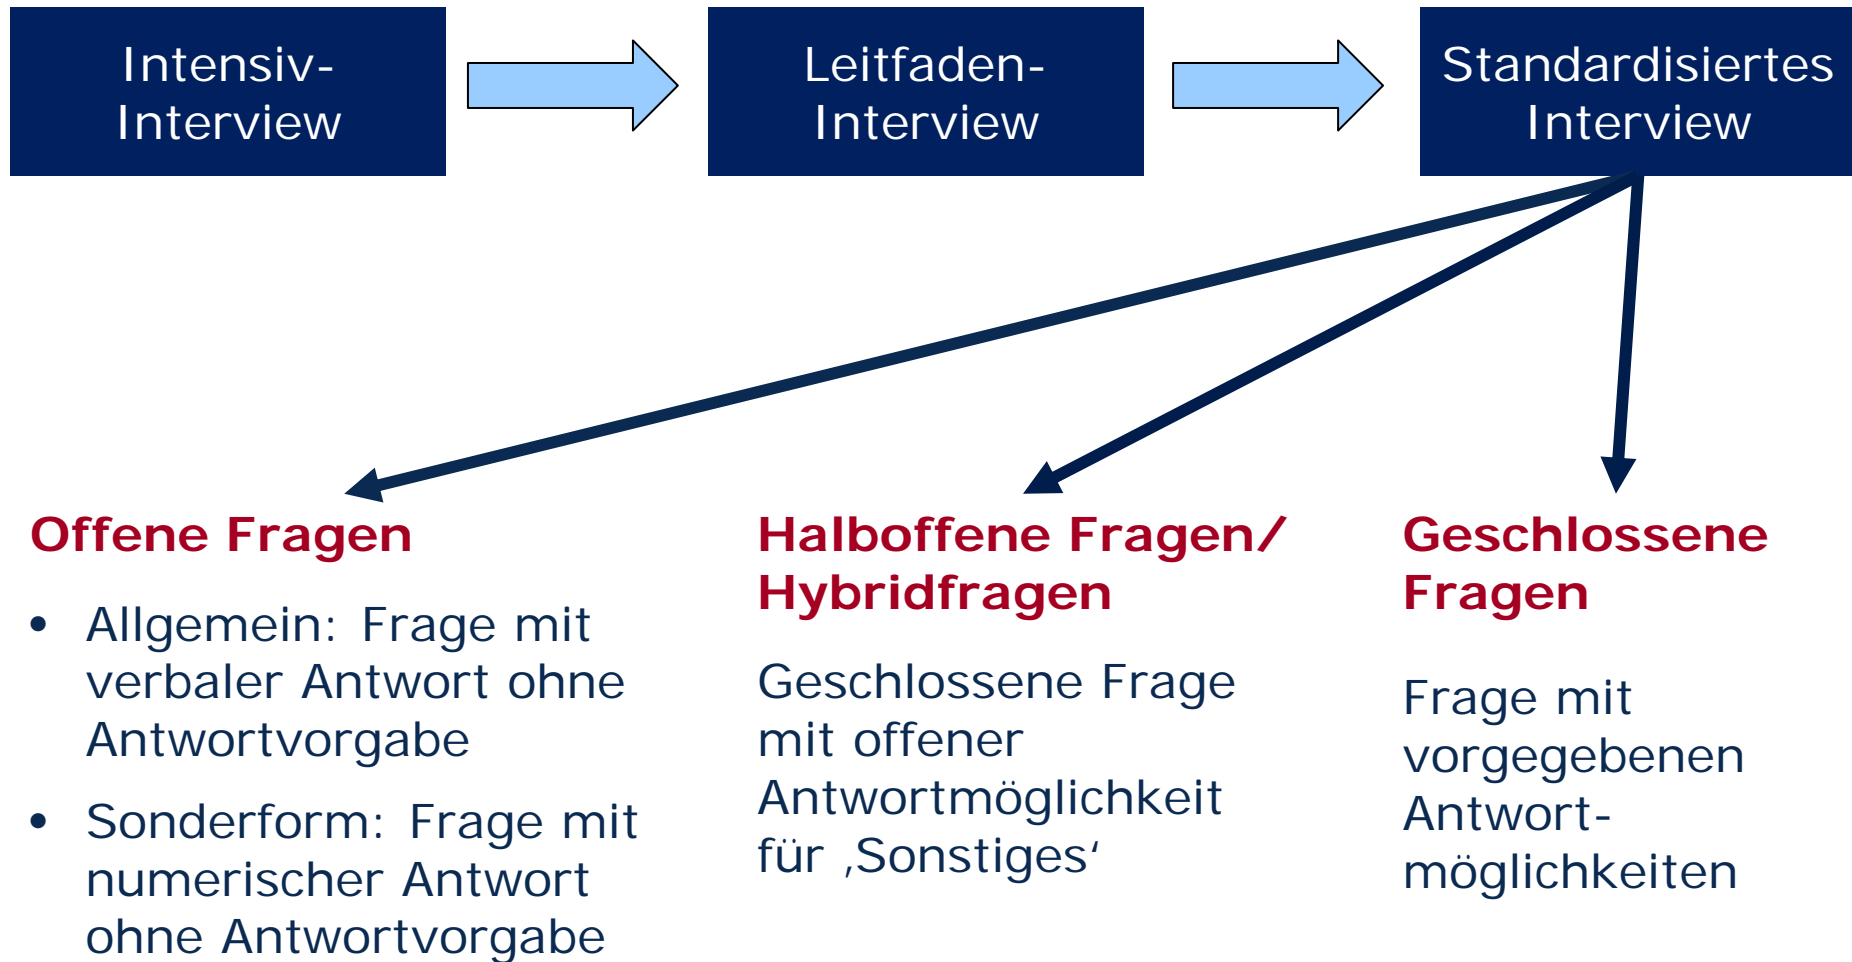 Intensiv-
Interview
Leitfaden-
Interview
Standardisiertes
Interview
Offene Fragen
• Allgemein: Frage mit
verbaler Antwort ohne
Antwortvorgabe
• Sonderform: Frage mit
numerischer Antwort
ohne Antwortvorgabe
Halboffene Fragen/
Hybridfragen
Geschlossene Frage
mit offener
Antwortmöglichkeit
für ‚Sonstiges‘
Geschlossene
Fragen
Frage mit
vorgegebenen
Antwort-
möglichkeiten